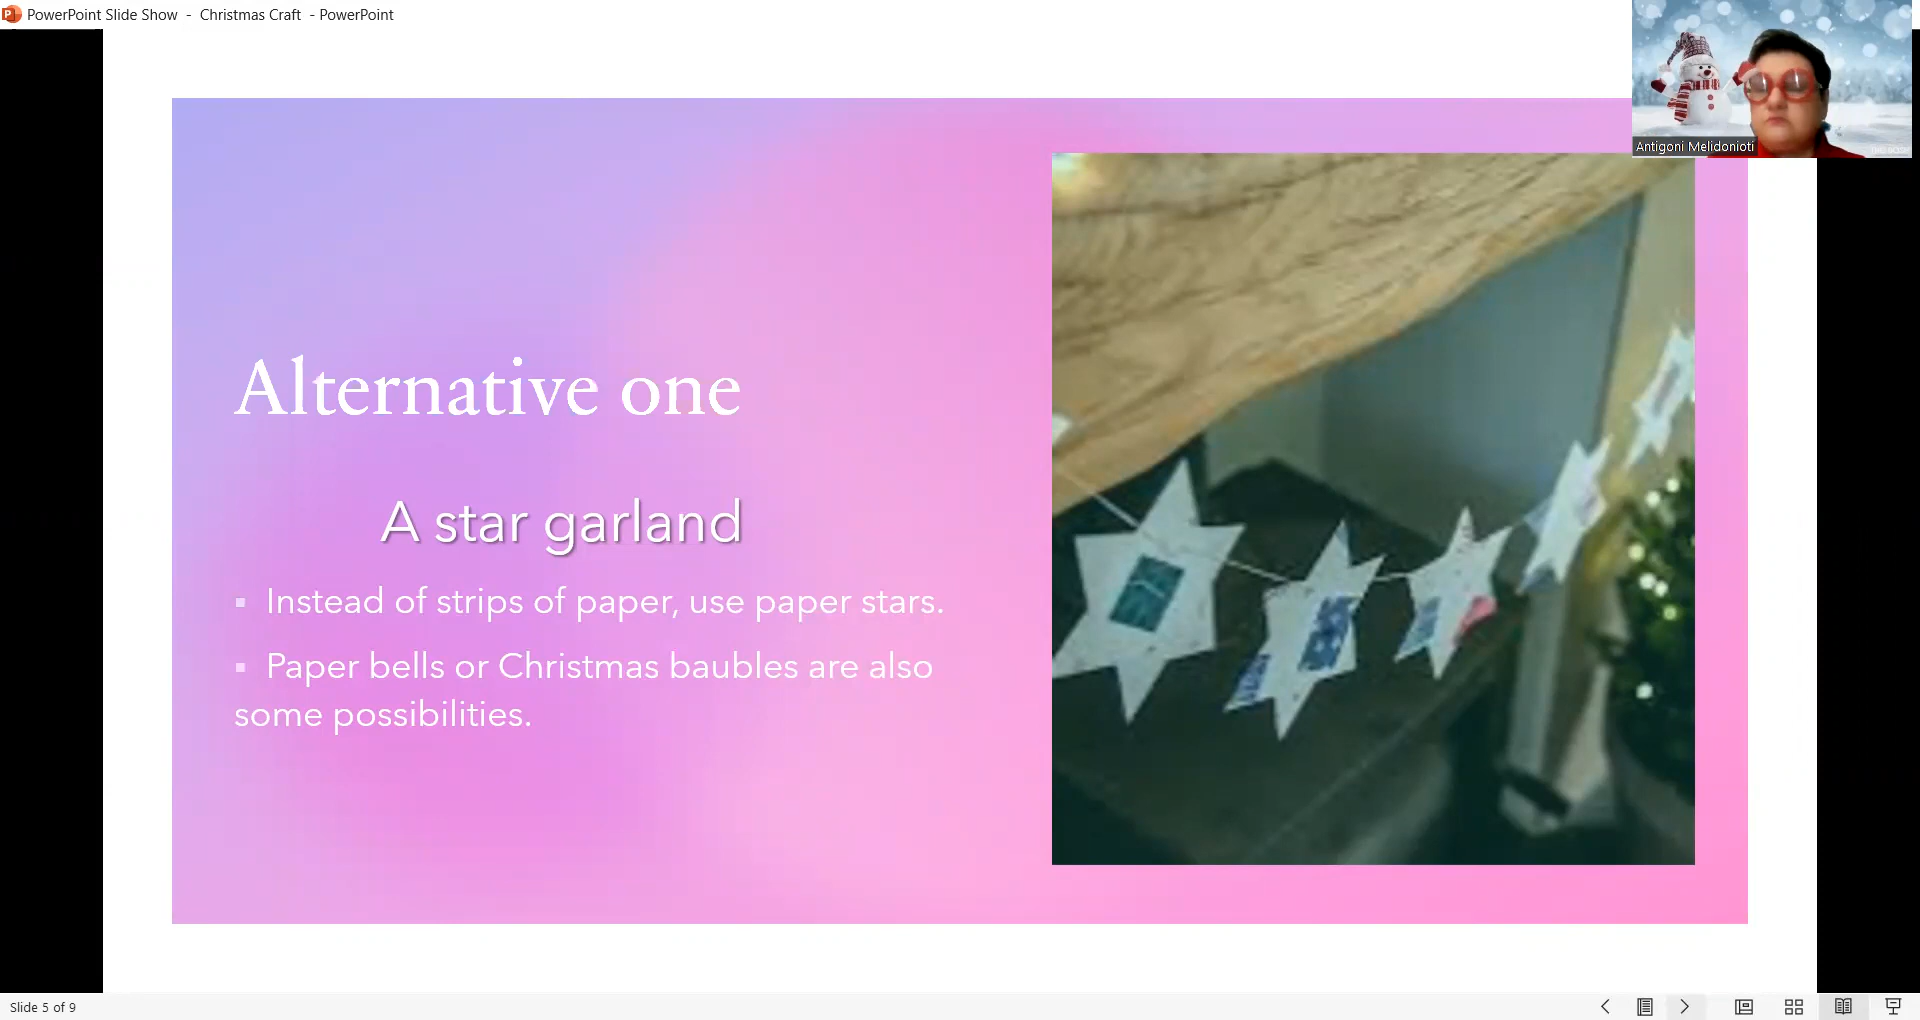 PowerPoint Slide Show - Christmas Craft - PowerPoint
Antigoni Melidonioti
Alternative one
A star garland
▪ Instead of strips of paper, use paper stars.
▪ Paper bells or Christmas baubles are also
some possibilities.
Slide 5 of 9